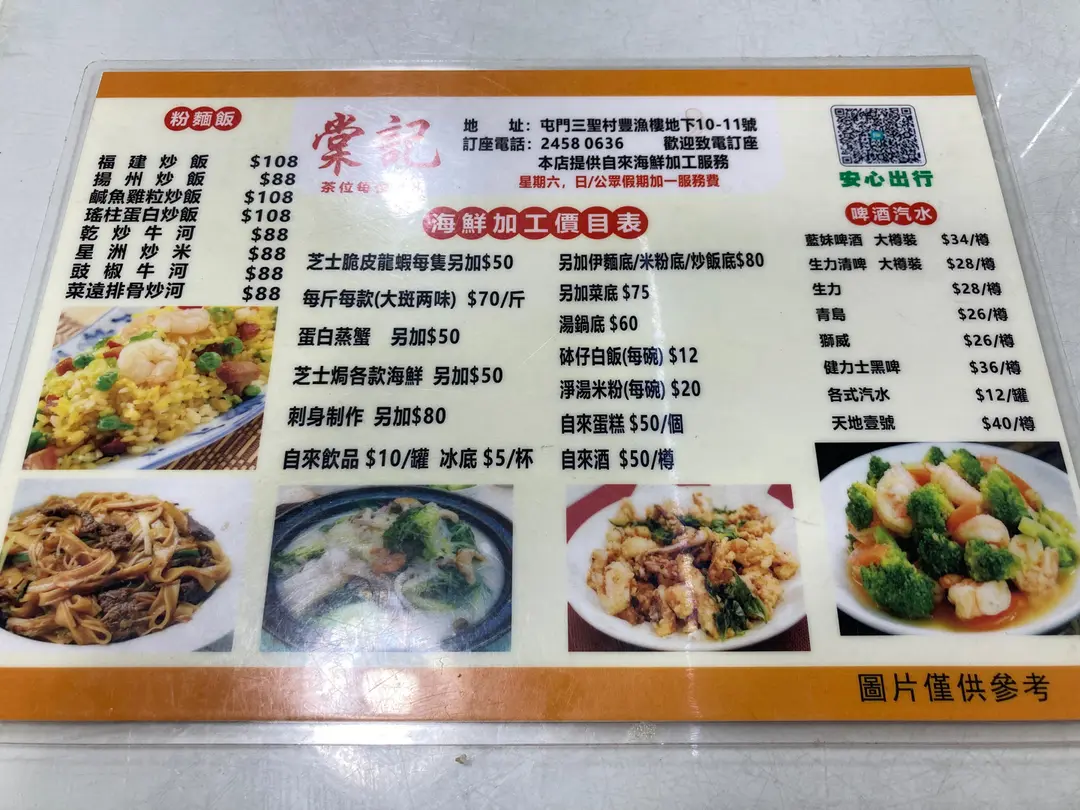 粉麵飯
福建炒飯 $108
揚州炒飯 $88
鹹魚雞粒炒飯 $108
瑤柱蛋白炒飯 $108
乾炒牛河 $88
星洲炒米 $88
豉椒牛河 $88
菜遠排骨炒河 $88
棠記
茶位每
地 址：屯門三聖村豐漁樓地下10-11號
訂座電話：2458 0636 歡迎致電訂座
本店提供自來海鮮加工服務
星期六，日/公眾假期加一服務費
安心出行
海鮮加工價目表
芝士脆皮龍蝦每隻另加$50
每斤每款(大斑两味) $70/斤
蛋白蒸蟹 另加$50
芝士焗各款海鮮 另加$50
刺身制作 另加$80
自來飲品 $10/罐 冰底 $5/杯
另加伊麵底/米粉底/炒飯底$80
另加菜底 $75
湯鍋底 $60
砵仔白飯(每碗) $12
淨湯米粉(每碗) $20
自來蛋糕 $50/個
自來酒 $50/樽
啤酒汽水
藍妹啤酒 大樽裝 $34/樽
生力清啤 大樽裝 $28/樽
生力 $28/樽
青島 $26/樽
獅威 $26/樽
健力士黑啤 $36/樽
各式汽水 $12/罐
天地壹號 $40/樽
圖片僅供參考